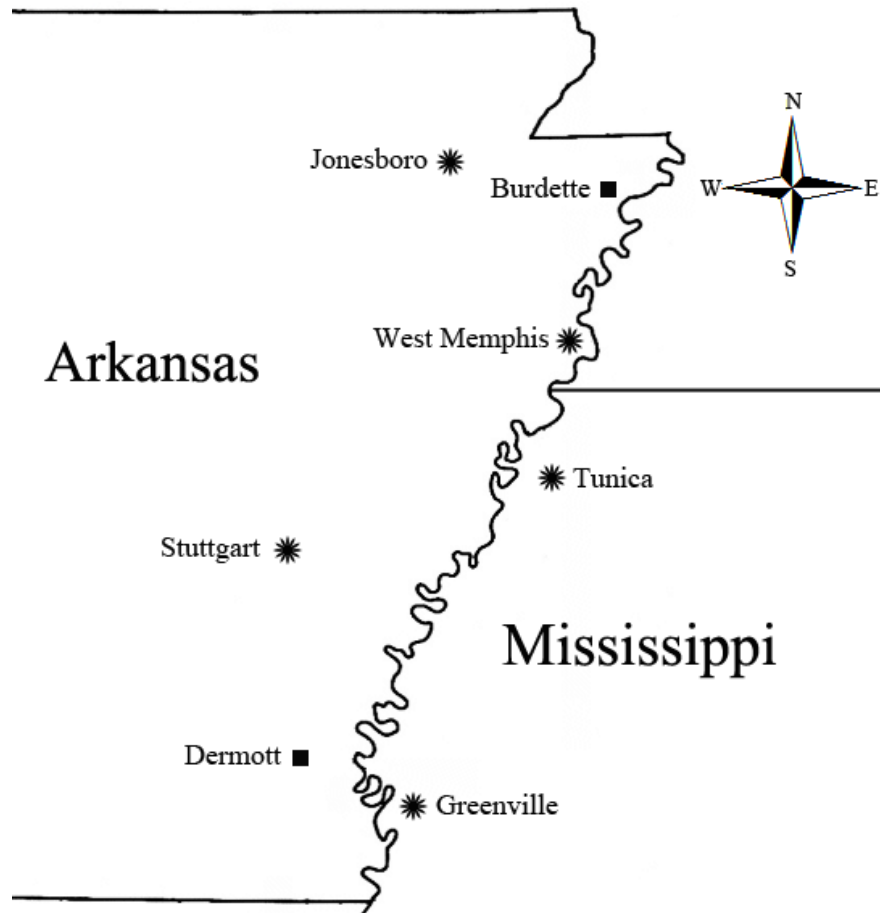 N
Jonesboro
Burdette
W
E
S
West Memphis
Arkansas
Tunica
Stuttgart
Mississippi
Dermott
Greenville